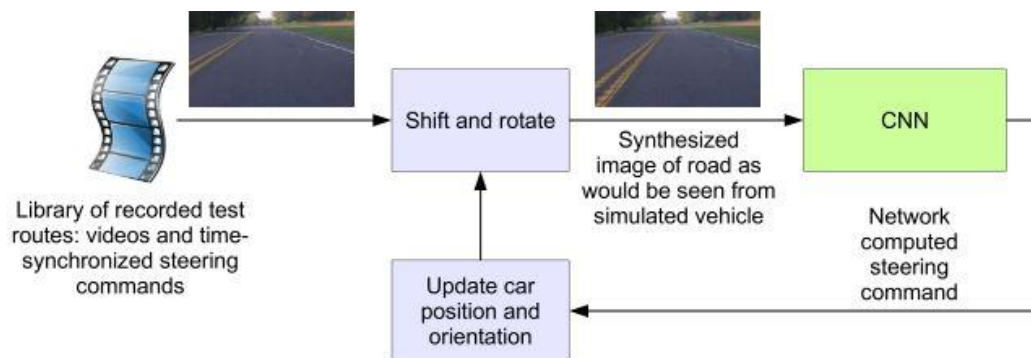 Shift and rotate
CNN
Synthesized
image of road as
would be seen from
simulated vehicle
Library of recorded test
routes: videos and time-
synchronized steering
commands
Network
computed
steering
command
Update car
position and
orientation